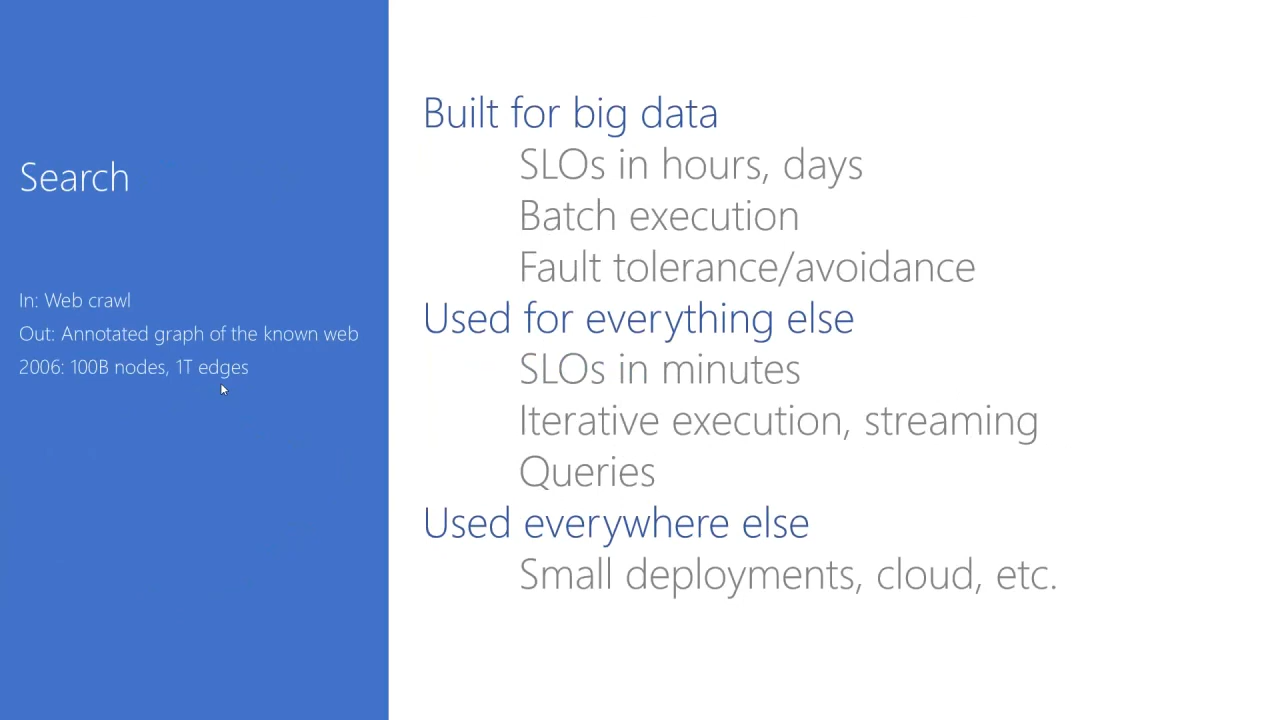 Search
In: Web crawl
Out: Annotated graph of the known web
2006: 100B nodes, 1T edges
Built for big data
SLOs in hours, days
Batch execution
Fault tolerance/avoidance
Used for everything else
SLOs in minutes
Iterative execution, streaming
Queries
Used everywhere else
Small deployments, cloud, etc.